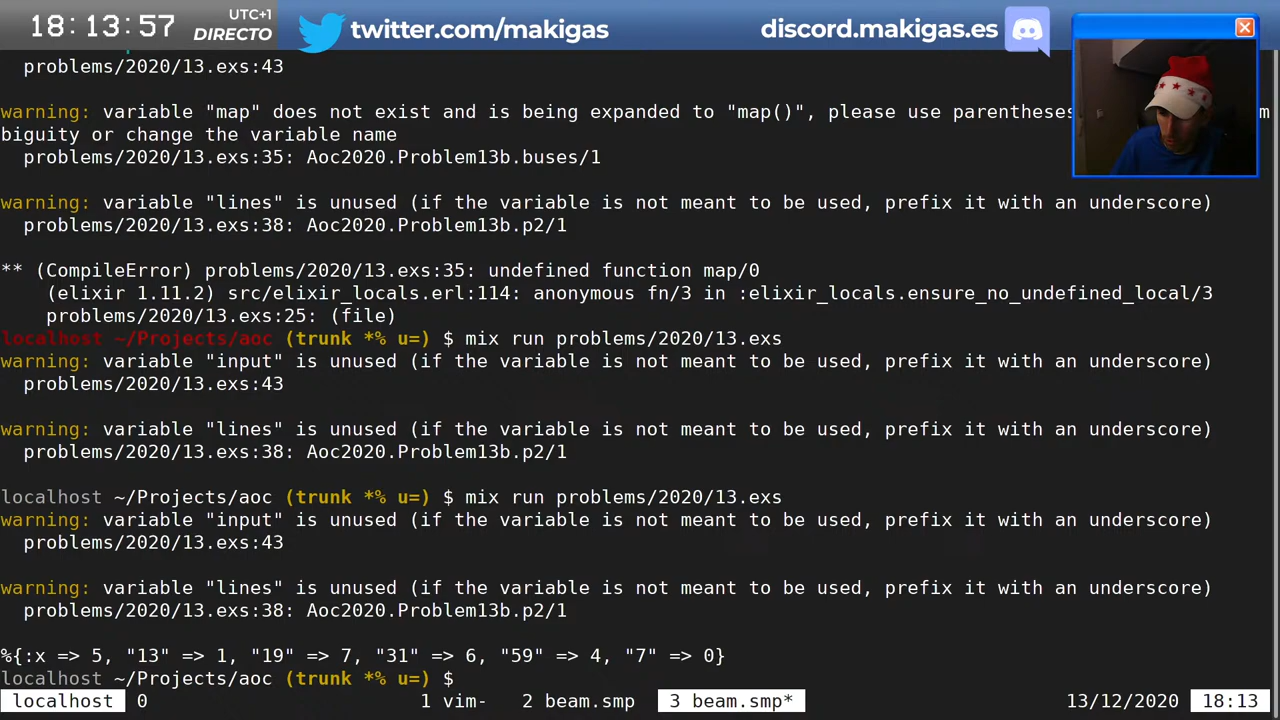 18:13:57
UTC+1
DIRECTO
twitter.com/makigas
discord.makigas.es
problems/2020/13.exs:43
warning: variable "map" does not exist and is being expanded to "map()", please use parentheses m
biguity or change the variable name
problems/2020/13.exs:35: Aoc2020.Problem13b.buses/1
warning: variable "lines" is unused (if the variable is not meant to be used, prefix it with an underscore)
problems/2020/13.exs:38: Aoc2020.Problem13b.p2/1
** (CompileError) problems/2020/13.exs:35: undefined function map/0
(elixir 1.11.2) src/elixir_locals.erl:114: anonymous fn/3 in :elixir_locals.ensure_no_undefined_local/3
problems/2020/13.exs:25: (file)
localhost ~/Projects/aoc (trunk *% u=) $ mix run problems/2020/13.exs
warning: variable "input" is unused (if the variable is not meant to be used, prefix it with an underscore)
problems/2020/13.exs:43
warning: variable "lines" is unused (if the variable is not meant to be used, prefix it with an underscore)
problems/2020/13.exs:38: Aoc2020.Problem13b.p2/1
localhost ~/Projects/aoc (trunk *% u=) $ mix run problems/2020/13.exs
warning: variable "input" is unused (if the variable is not meant to be used, prefix it with an underscore)
problems/2020/13.exs:43
warning: variable "lines" is unused (if the variable is not meant to be used, prefix it with an underscore)
problems/2020/13.exs:38: Aoc2020.Problem13b.p2/1
%{:x => 5, "13" => 1, "19" => 7, "31" => 6, "59" => 4, "7" => 0}
localhost ~/Projects/aoc (trunk *% u=) $
localhost 0 1 vim- 2 beam.smp 3 beam.smp* 13/12/2020 18:13